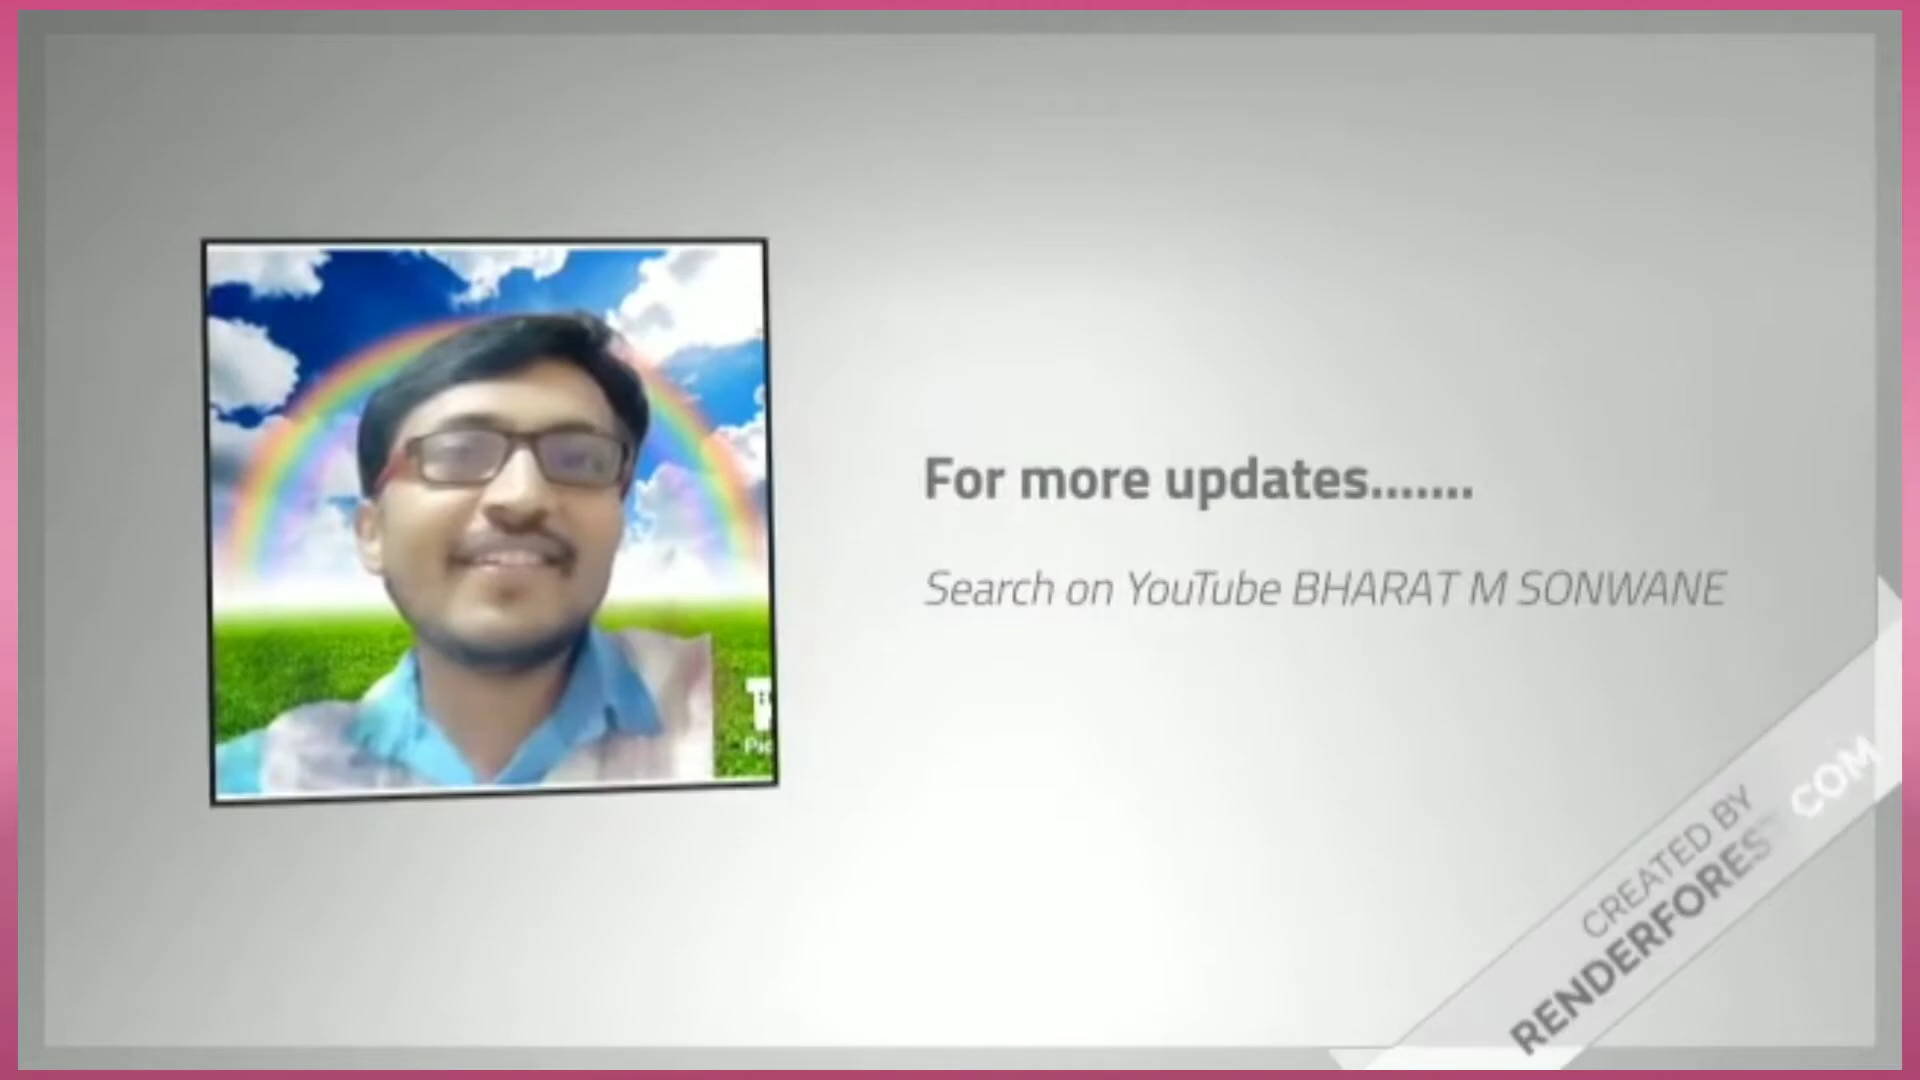 For more updates.......
Search on YouTube BHARAT M SONWANE
CREATED BY
RENDERFOREST.COM